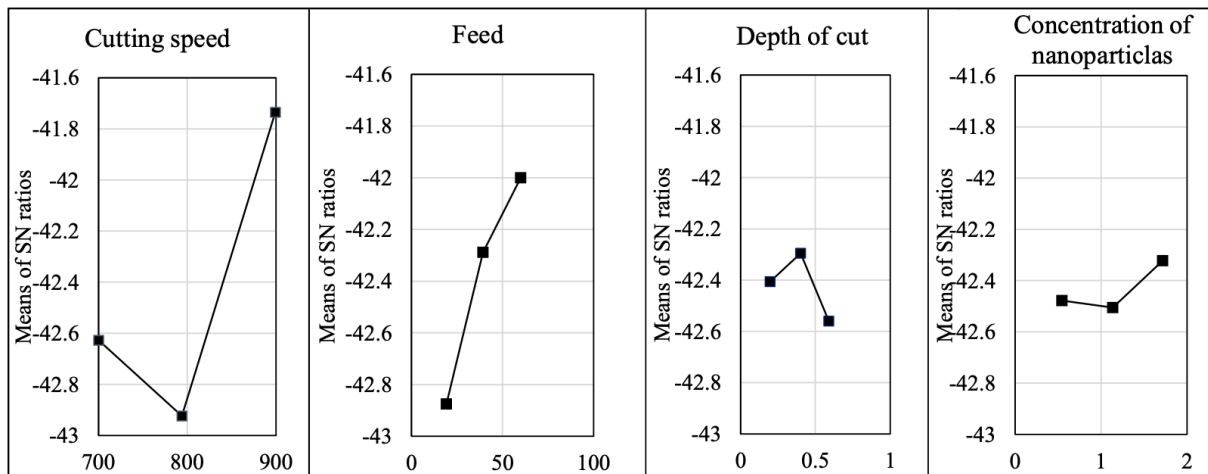 Cutting speed
Means of SN ratios
-41.6
-41.8
-42
-42.2
-42.4
-42.6
-42.8
-43
700 800 900
Feed
Means of SN ratios
-41.6
-41.8
-42
-42.2
-42.4
-42.6
-42.8
-43
0 50 100
Depth of cut
Means of SN ratios
-41.6
-41.8
-42
-42.2
-42.4
-42.6
-42.8
-43
0 0.5 1
Concentration of
nanoparticlas
Means of SN ratios
-41.6
-41.8
-42
-42.2
-42.4
-42.6
-42.8
-43
0 1 2